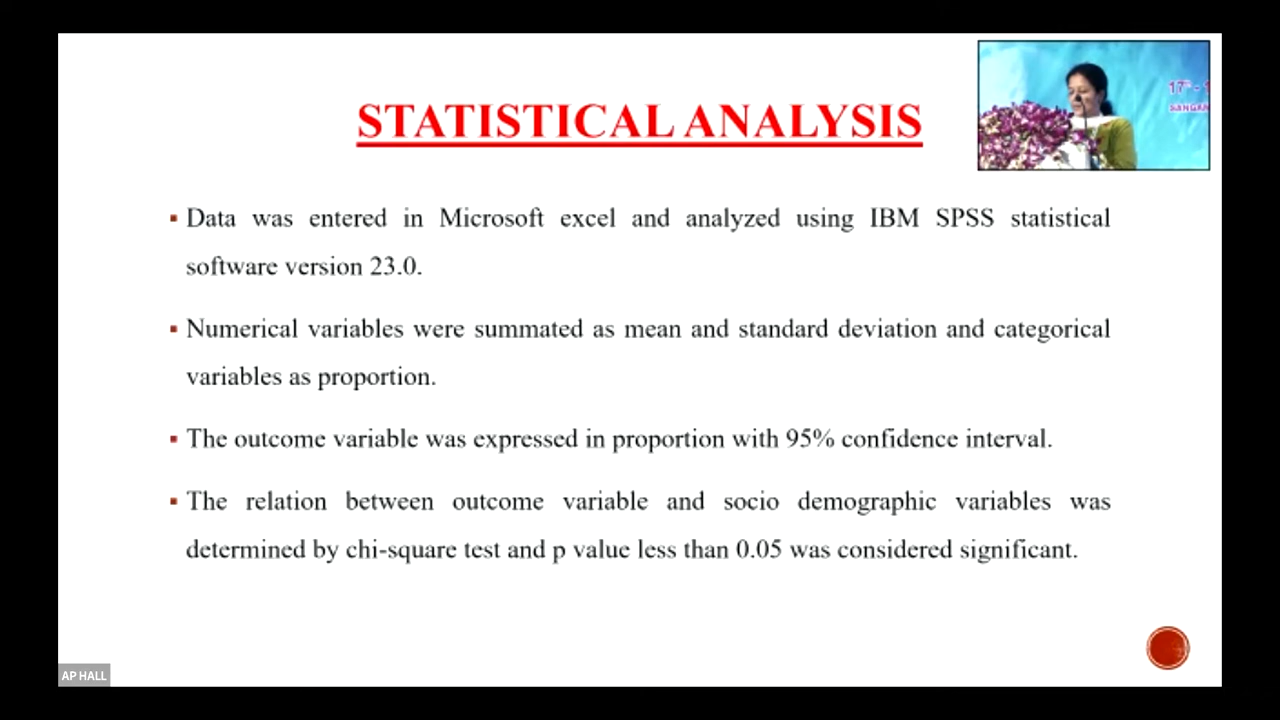 17th - 1
SANGAM
STATISTICAL ANALYSIS
Data was entered in Microsoft excel and analyzed using IBM SPSS statistical
software version 23.0.
Numerical variables were summated as mean and standard deviation and categorical
variables as proportion.
The outcome variable was expressed in proportion with 95% confidence interval.
The relation between outcome variable and socio demographic variables was
determined by chi-square test and p value less than 0.05 was considered significant.
AP HALL